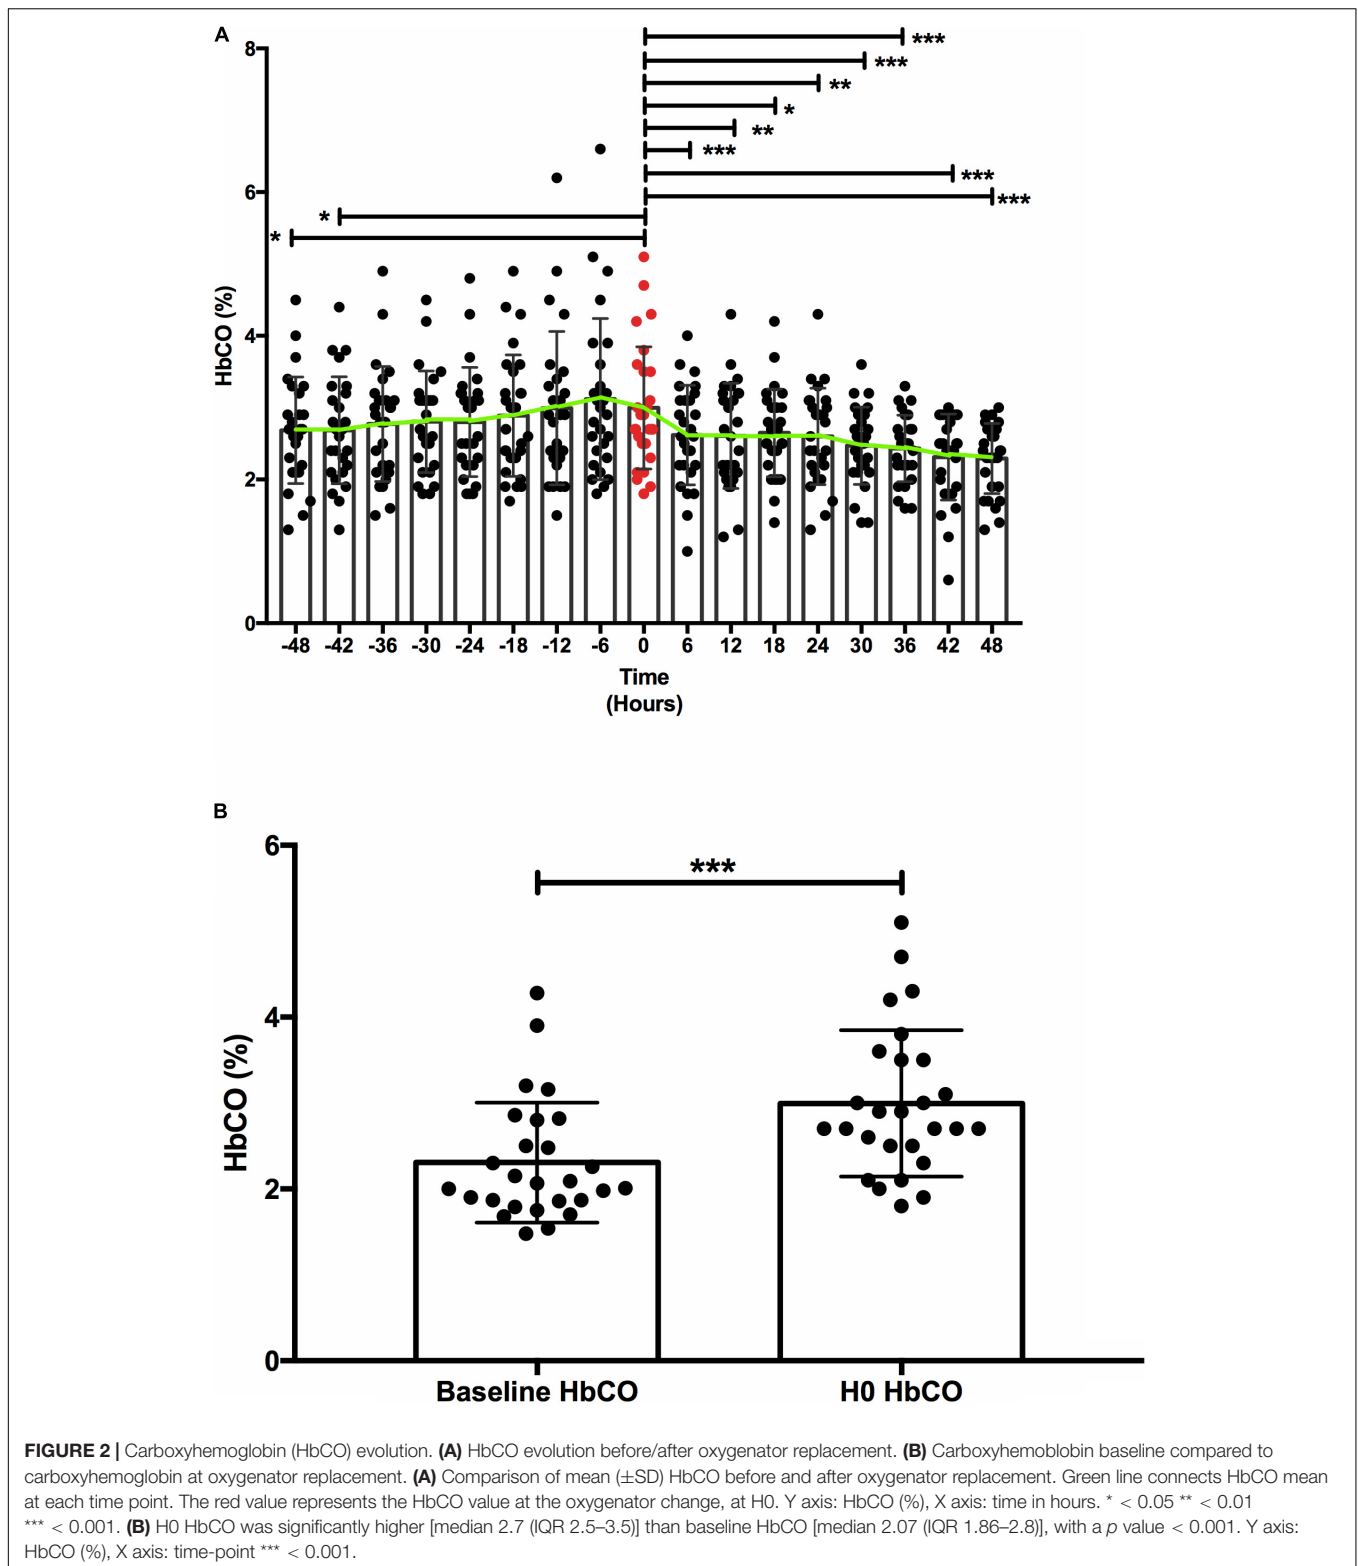 A
***
***
**
*
**
***
***
***
*
*
8
6
4
2
0
HbCO (%)
-48 -42 -36 -30 -24 -18 -12 -6 0 6 12 18 24 30 36 42 48
Time
(Hours)
B
***
6
4
2
0
HbCO (%)
Baseline HbCO H0 HbCO
FIGURE 2 | Carboxyhemoglobin (HbCO) evolution. (A) HbCO evolution before/after oxygenator replacement. (B) Carboxyhemoblobin baseline compared to
carboxyhemoglobin at oxygenator replacement. (A) Comparison of mean (±SD) HbCO before and after oxygenator replacement. Green line connects HbCO mean
at each time point. The red value represents the HbCO value at the oxygenator change, at H0. Y axis: HbCO (%), X axis: time in hours. * < 0.05 ** < 0.01
*** < 0.001. (B) H0 HbCO was significantly higher [median 2.7 (IQR 2.5–3.5)] than baseline HbCO [median 2.07 (IQR 1.86–2.8)], with a p value < 0.001. Y axis:
HbCO (%), X axis: time-point *** < 0.001.